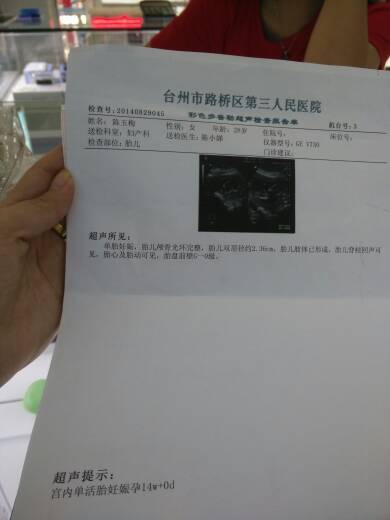 台州市路桥区第三人民医院
彩色多普勒超声检查报告单
检查号:20140829045 机台号:3
姓名: 陈玉梅 性别: 女 年龄: 28岁 住院号: 床位号:
送检科室: 妇产科 送检医生: 陈小娣 仪器型号: GE V730
检查部位: 胎儿 门诊建议:
超声所见:
单胎妊娠, 胎儿颅骨光环完整, 胎儿双顶径约2.36cm, 胎儿肢体已形成, 胎儿脊柱回声可
见, 胎心及胎动可见, 胎盘前壁G-0级。
超声提示:
宫内单活胎妊娠孕14w+0d